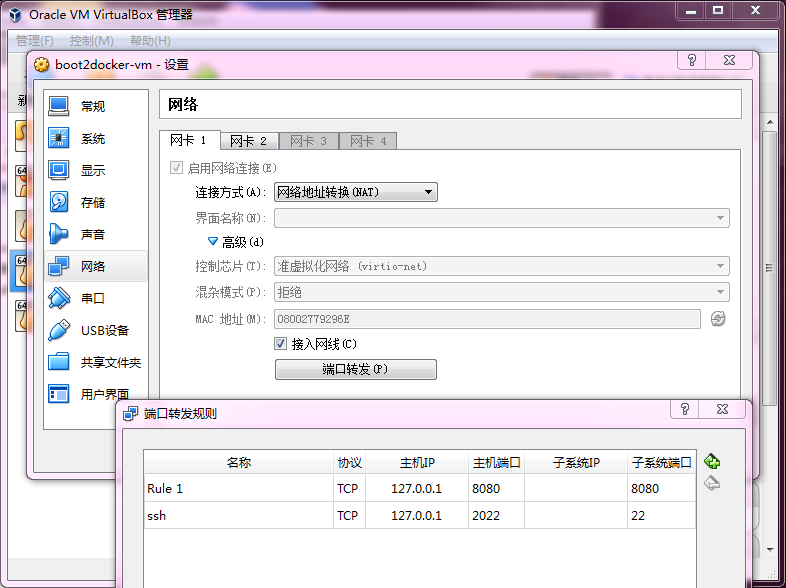 Oracle VM VirtualBox 管理器
管理(F) 控制(M) 帮助(H)
boot2docker-vm - 设置
新
常规
系统
显示
存储
声音
网络
串口
USB设备
共享文件夹
用户界面
网络
网卡 1 网卡 2 网卡 3 网卡 4
启用网络连接(E)
连接方式(A): 网络地址转换(NAT)
界面名称(N):
高级(d)
控制芯片(T): 准虚拟化网络 (virtio-net)
混杂模式(P): 拒绝
MAC 地址(M): 08002779296E
接入网线(C)
端口转发(P)
64
64
64
端口转发规则
名称 协议 主机IP 主机端口 子系统IP 子系统端口
Rule 1 TCP 127.0.0.1 8080 8080
ssh TCP 127.0.0.1 2022 22